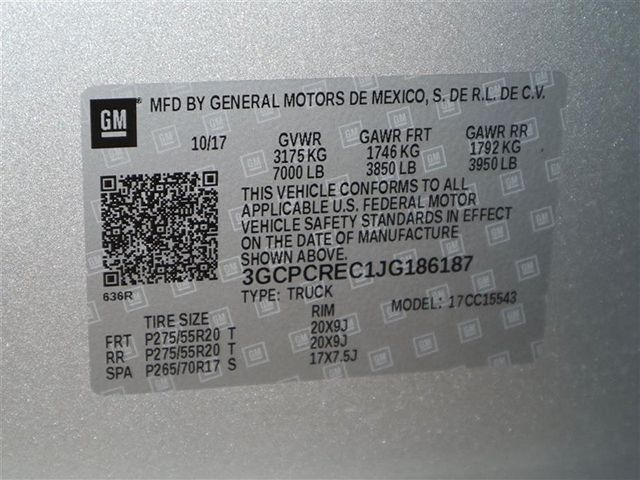 GM ® MFD BY GENERAL MOTORS DE MEXICO, S. DE R.L. DE C.V.
10/17 GVWR GAWR FRT GAWR RR
3175 KG 1746 KG 1792 KG
7000 LB 3850 LB 3950 LB
THIS VEHICLE CONFORMS TO ALL
APPLICABLE U.S. FEDERAL MOTOR
VEHICLE SAFETY STANDARDS IN EFFECT
ON THE DATE OF MANUFACTURE
SHOWN ABOVE.
3GCPCREC1JG186187
636R TYPE: TRUCK MODEL: 17CC15543
TIRE SIZE RIM
FRT P275/55R20 T 20X9J
RR P275/55R20 T 20X9J
SPA P265/70R17 S 17X7.5J